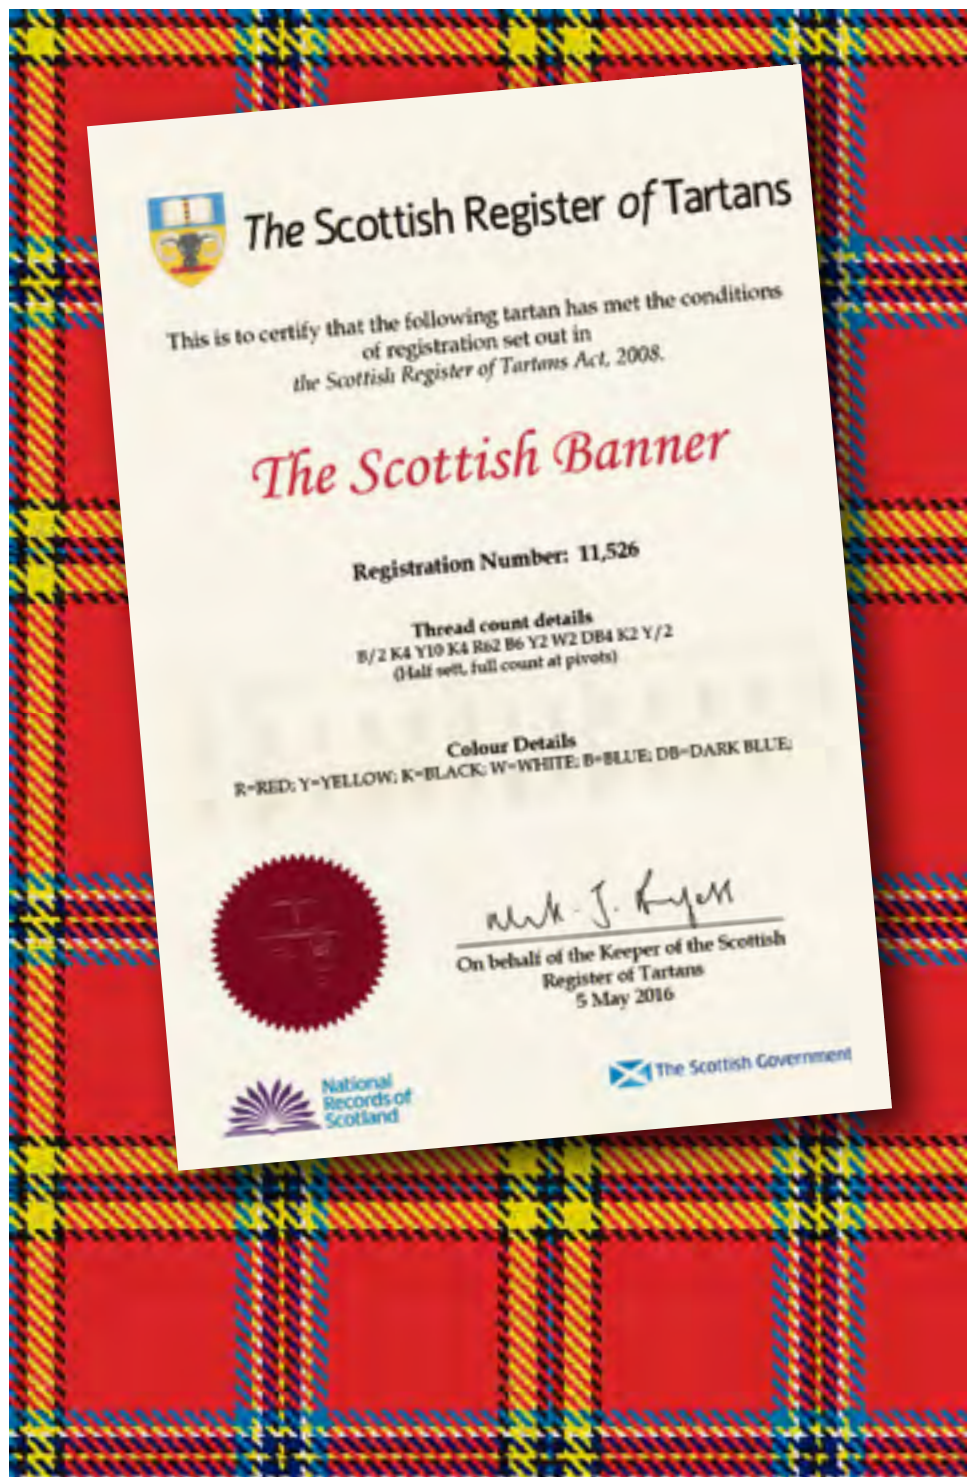 The Scottish Register of Tartans
This is to certify that the following tartan has met the conditions
of registration set out in
the Scottish Register of Tartans Act, 2008.
The Scottish Banner
Registration Number: 11,526
Thread count details
B/2 K4 Y10 K4 R62 B6 Y2 W2 DB4 K2 Y/2
(Half sett, full count at pivots)
Colour Details
R=RED; Y=YELLOW; K=BLACK; W=WHITE; B=BLUE; DB=DARK BLUE;
On behalf of the Keeper of the Scottish
Register of Tartans
5 May 2016
National
Records of
Scotland
The Scottish Government